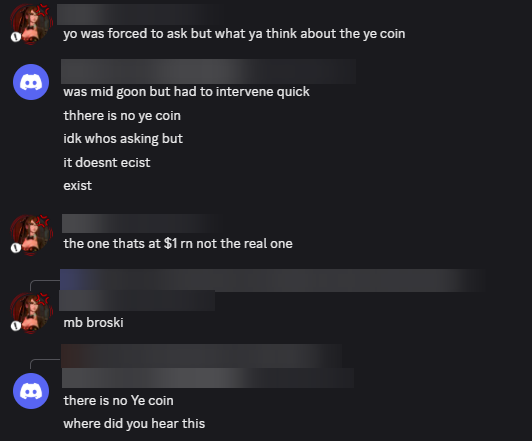 yo was forced to ask but what ya think about the ye coin
was mid goon but had to intervene quick
thhere is no ye coin
idk whos asking but
it doesnt ecist
exist
the one thats at $1 rn not the real one
mb broski
there is no Ye coin
where did you hear this